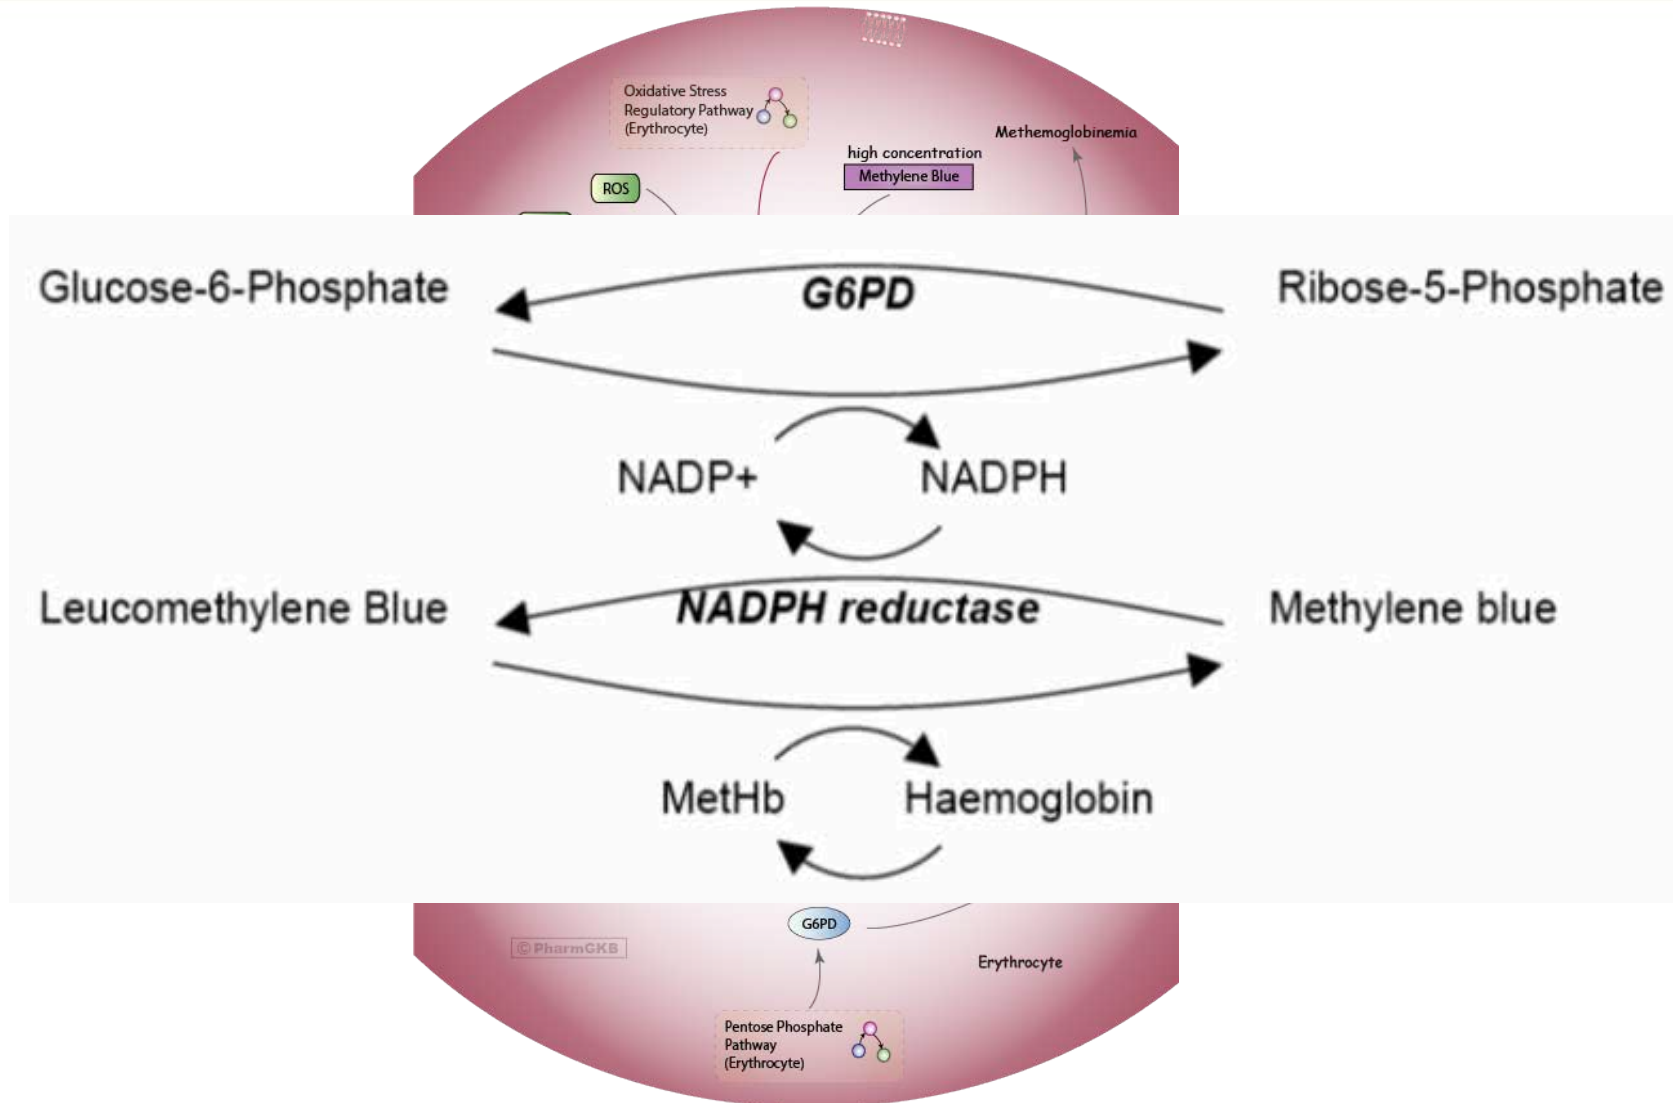 Oxidative Stress
Regulatory Pathway
(Erythrocyte)
Methemoglobinemia
high concentration
Methylene Blue
ROS
Glucose-6-Phosphate
G6PD
Ribose-5-Phosphate
NADP+
NADPH
Leucomethylene Blue
NADPH reductase
Methylene blue
MetHb
Haemoglobin
G6PD
©PharmGKB
Erythrocyte
Pentose Phosphate
Pathway
(Erythrocyte)